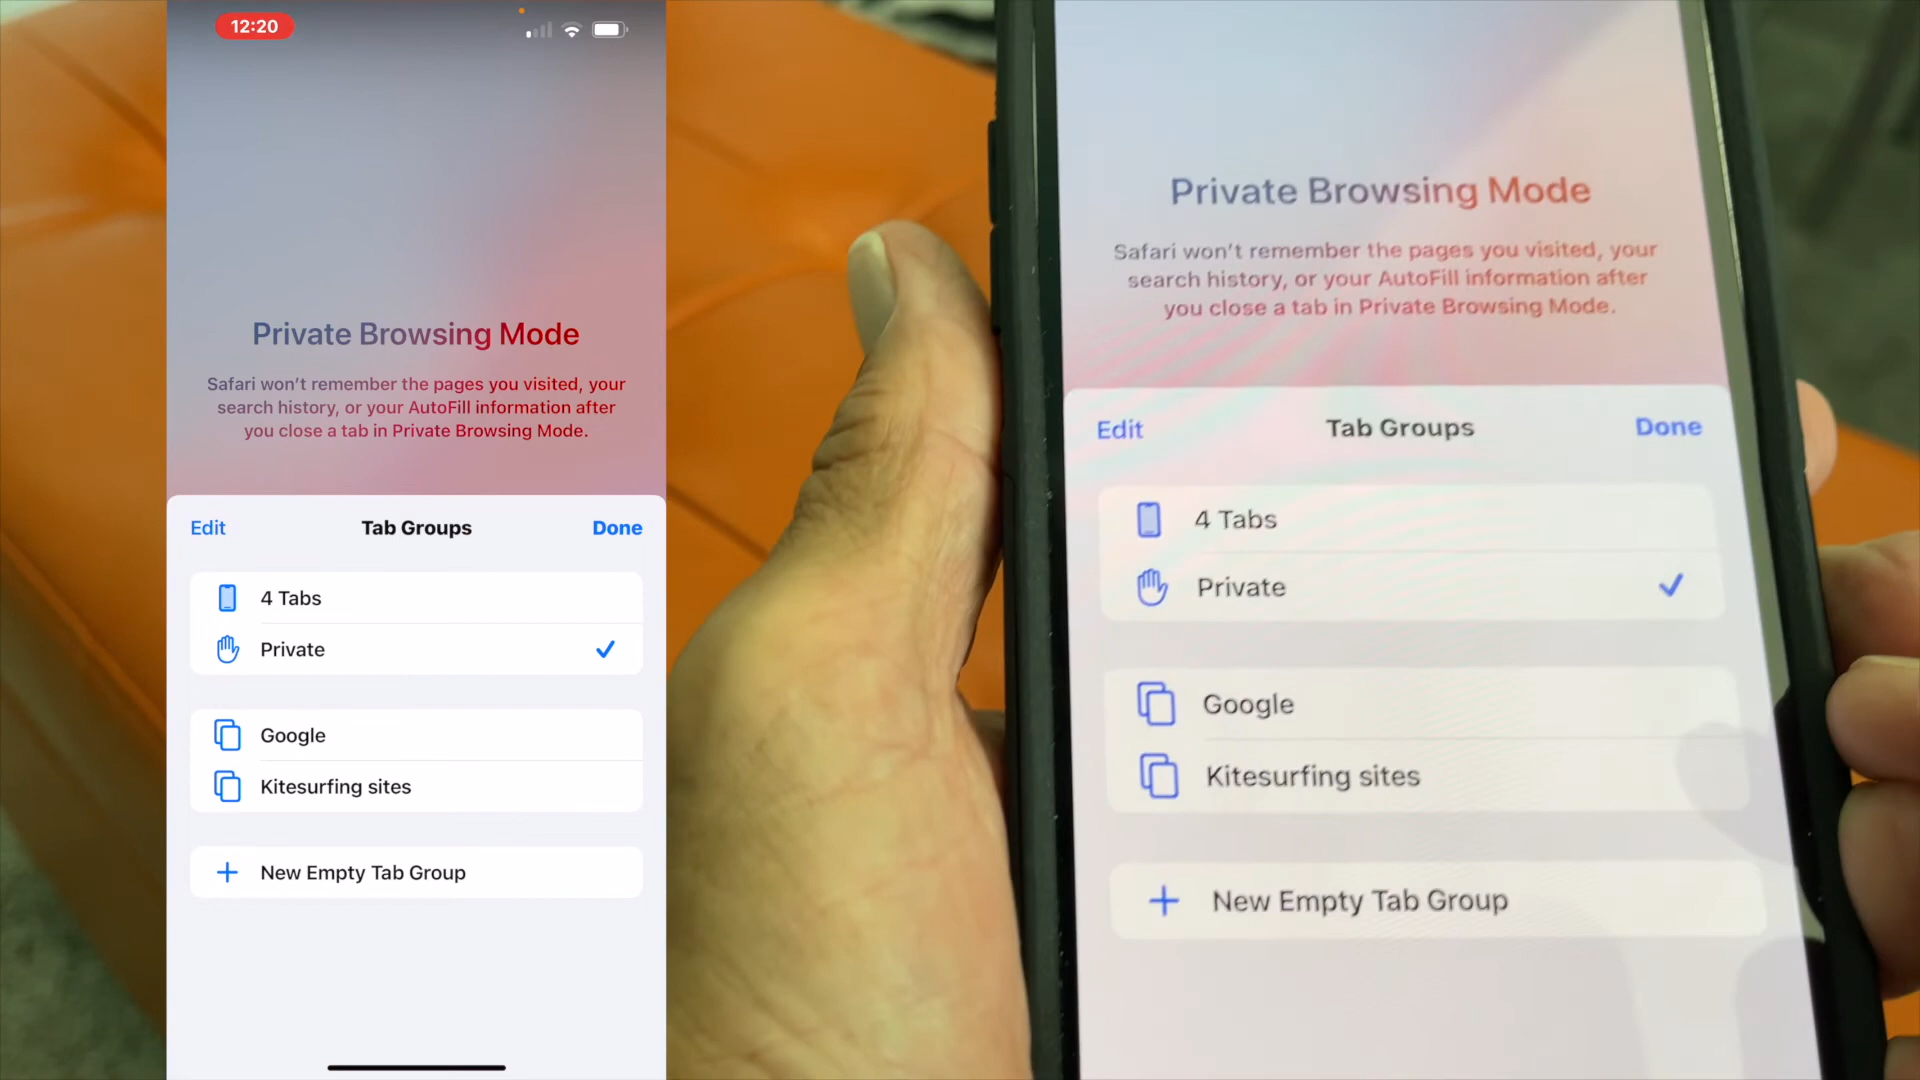 12:20
Private Browsing Mode
Safari won't remember the pages you visited, your
search history, or your AutoFill information after
you close a tab in Private Browsing Mode.
Edit Tab Groups Done
4 Tabs
Private
Google
Kitesurfing sites
New Empty Tab Group
Private Browsing Mode
Safari won't remember the pages you visited, your
search history, or your AutoFill information after
you close a tab in Private Browsing Mode.
Edit Tab Groups Done
4 Tabs
Private
Google
Kitesurfing sites
New Empty Tab Group